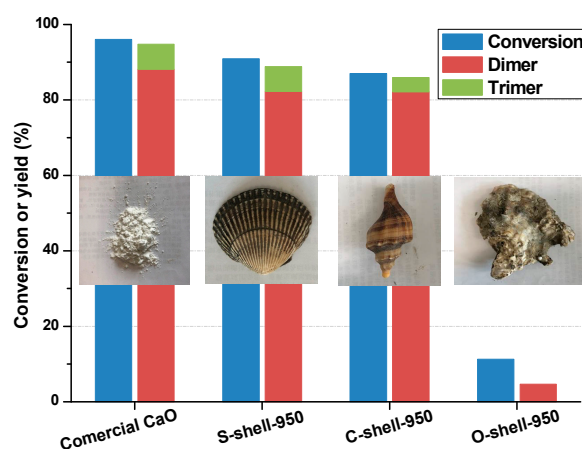 100
80
60
40
20
0
Conversion or yield (%)
Conversion
Dimer
Trimer
Comercial CaO
S-shell-950
C-shell-950
O-shell-950